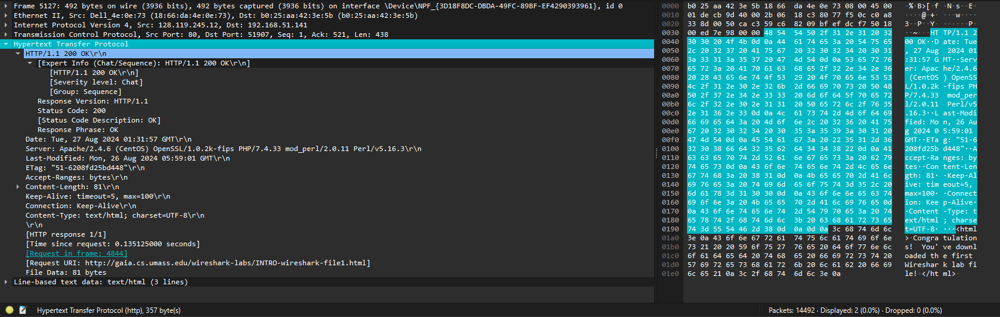 Frame 5127: 492 bytes on wire (3936 bits), 492 bytes captured (3936 bits) on interface \Device\NPF_{3D18F8DC-DBDA-49FC-89BF-EF4290393961}, id 0
Ethernet II, Src: Dell_4e:0e:73 (18:66:da:4e:0e:73), Dst: b0:25:aa:42:3e:5b (b0:25:aa:42:3e:5b)
Internet Protocol Version 4, Src: 128.119.245.12, Dst: 192.168.51.141
Transmission Control Protocol, Src Port: 80, Dst Port: 51907, Seq: 1, Ack: 521, Len: 438
Hypertext Transfer Protocol
HTTP/1.1 200 OK\r\n
[Expert Info (Chat/Sequence): HTTP/1.1 200 OK\r\n]
[HTTP/1.1 200 OK\r\n]
[Severity level: Chat]
[Group: Sequence]
Response Version: HTTP/1.1
Status Code: 200
[Status Code Description: OK]
Response Phrase: OK
Date: Tue, 27 Aug 2024 01:31:57 GMT\r\n
Server: Apache/2.4.6 (CentOS) OpenSSL/1.0.2k-fips PHP/7.4.33 mod_perl/2.0.11 Perl/v5.16.3\r\n
Last-Modified: Mon, 26 Aug 2024 05:59:01 GMT\r\n
ETag: "51-6208fd25bd448"\r\n
Accept-Ranges: bytes\r\n
Content-Length: 81\r\n
Keep-Alive: timeout=5, max=100\r\n
Connection: Keep-Alive\r\n
Content-Type: text/html; charset=UTF-8\r\n
\r\n
[HTTP response 1/1]
[Time since request: 0.135125000 seconds]
[Request in frame: 4844]
[Request URI: http://gaia.cs.umass.edu/wireshark-labs/INTRO-wireshark-file1.html]
File Data: 81 bytes
Line-based text data: text/html (3 lines)
0000 b0 25 aa 42 3e 5b 18 66 da 4e 0e 73 08 00 45 00 ·%·B>[·f ·N·s··E·
0010 01 de cb 9d 40 00 2b 06 18 c3 80 77 f5 0c c0 a8 ····@·+· ···w····
0020 33 8d 00 50 ca c3 59 c6 82 09 bf ef dc f7 50 18 3··P··Y· ······P·
0030 00 ed 7e 98 00 00 48 54 54 50 2f 31 2e 31 20 32 ··~···HT TP/1.1 2
0040 30 30 20 4f 4b 0d 0a 44 61 74 65 3a 20 54 75 65 00 OK··D ate: Tue
0050 2c 20 32 37 20 41 75 67 20 32 30 32 34 20 30 31 , 27 Aug 2024 01
0060 3a 33 31 3a 35 37 20 47 4d 54 0d 0a 53 65 72 76 :31:57 G MT··Serv
0070 65 72 3a 20 41 70 61 63 68 65 2f 32 2e 34 2e 36 er: Apac he/2.4.6
0080 20 28 43 65 6e 74 4f 53 29 20 4f 70 65 6e 53 53 (CentOS ) OpenSS
0090 4c 2f 31 2e 30 2e 32 6b 2d 66 69 70 73 20 50 48 L/1.0.2k -fips PH
00a0 50 2f 37 2e 34 2e 33 33 20 6d 6f 64 5f 70 65 72 P/7.4.33 mod_per
00b0 6c 2f 32 2e 30 2e 31 31 20 50 65 72 6c 2f 76 35 l/2.0.11 Perl/v5
00c0 2e 31 36 2e 33 0d 0a 4c 61 73 74 2d 4d 6f 64 69 .16.3··L ast-Modi
00d0 66 69 65 64 3a 20 4d 6f 6e 2c 20 32 36 20 41 75 fied: Mo n, 26 Au
00e0 67 20 32 30 32 34 20 30 35 3a 35 39 3a 30 31 20 g 2024 0 5:59:01
00f0 47 4d 54 0d 0a 45 54 61 67 3a 20 22 35 31 2d 36 GMT··ETa g: "51-6
0100 32 30 38 66 64 32 35 62 64 34 34 38 22 0d 0a 41 208fd25b d448"··A
0110 63 63 65 70 74 2d 52 61 6e 67 65 73 3a 20 62 79 ccept-Ra nges: by
0120 74 65 73 0d 0a 43 6f 6e 74 65 6e 74 2d 4c 65 6e tes··Con tent-Len
0130 67 74 68 3a 20 38 31 0d 0a 4b 65 65 70 2d 41 6c gth: 81· ·Keep-Al
0140 69 76 65 3a 20 74 69 6d 65 6f 75 74 3d 35 2c 20 ive: tim eout=5,
0150 6d 61 78 3d 31 30 30 0d 0a 43 6f 6e 6e 65 63 74 max=100· ·Connect
0160 69 6f 6e 3a 20 4b 65 65 70 2d 41 6c 69 76 65 0d ion: Kee p-Alive·
0170 0a 43 6f 6e 74 65 6e 74 2d 54 79 70 65 3a 20 74 ·Content -Type: t
0180 65 78 74 2f 68 74 6d 6c 3b 20 63 68 61 72 73 65 ext/html ; charse
0190 74 3d 55 54 46 2d 38 0d 0a 0d 0a 3c 68 74 6d 6c t=UTF-8· ···<html
01a0 3e 0a 43 6f 6e 67 72 61 74 75 6c 61 74 69 6f 6e >·Congra tulation
01b0 73 21 20 20 59 6f 75 27 76 65 20 64 6f 77 6e 6c s!  You' ve downl
01c0 6f 61 64 65 64 20 74 68 65 20 66 69 72 73 74 20 oaded th e first
01d0 57 69 72 65 73 68 61 72 6b 20 6c 61 62 20 66 69 Wireshar k lab fi
01e0 6c 65 21 0a 3c 2f 68 74 6d 6c 3e 0a le!·</ht ml>·
Hypertext Transfer Protocol (http), 357 byte(s)
Packets: 14492 · Displayed: 2 (0.0%) · Dropped: 0 (0.0%)